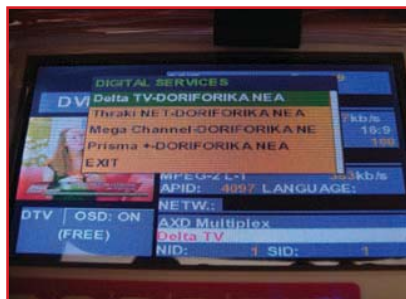 DIGITAL SERVICES
Delta TV-DORIFORIKA NEA
Thraki NET-DORIFORIKA NEA
Mega Channel-DORIFORIKA NE
Prisma +-DORIFORIKA NEA
EXIT
DV
kb/s
16:9
MPEG-2 L-1 383kb/s
APID: 4097 LANGUAGE:
NETW.:
DTV OSD: ON
(FREE)
AXD Multiplex
Delta TV
NID: 1 SID: 1